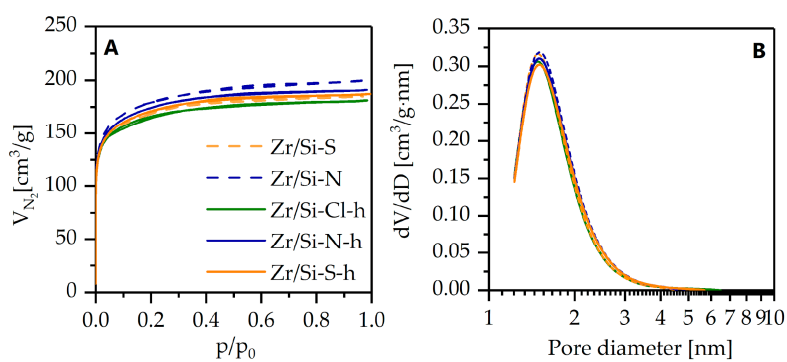 A
250
200
150
100
50
0
V_N₂[cm³/g]
Zr/Si-S
Zr/Si-N
Zr/Si-Cl-h
Zr/Si-N-h
Zr/Si-S-h
0.0 0.2 0.4 0.6 0.8 1.0
p/p₀
B
0.35
0.30
0.25
0.20
0.15
0.10
0.05
0.00
dV/dD [cm³/g·nm]
1 2 3 4 5 6 7 8 9 10
Pore diameter [nm]